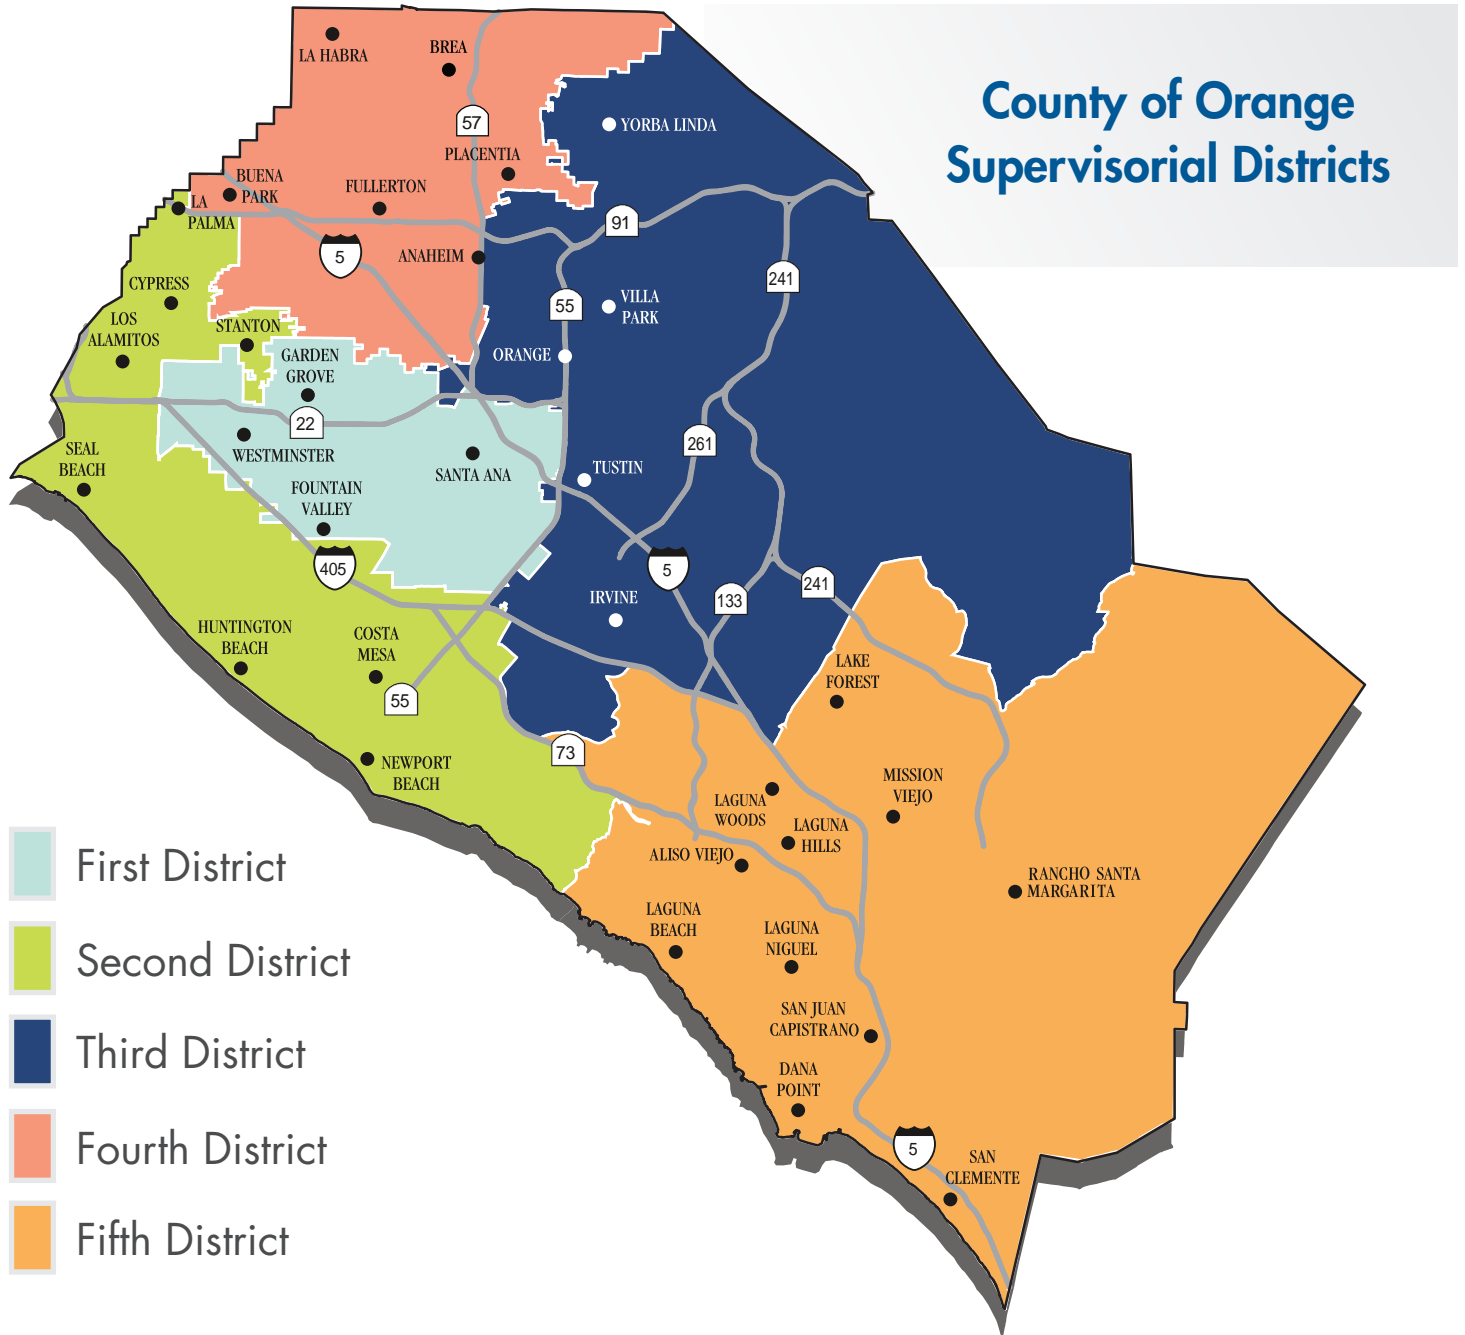 County of Orange
Supervisorial Districts
LA HABRA
BREA
57
YORBA LINDA
PLACENTIA
BUENA
PARK
FULLERTON
LA
PALMA
91
5
ANAHEIM
241
CYPRESS
VILLA
PARK
55
LOS
ALAMITOS
STANTON
ORANGE
GARDEN
GROVE
22
261
WESTMINSTER
SEAL
BEACH
SANTA ANA
TUSTIN
FOUNTAIN
VALLEY
405
5
241
133
IRVINE
HUNTINGTON
BEACH
COSTA
MESA
LAKE
FOREST
55
73
NEWPORT
BEACH
MISSION
VIEJO
LAGUNA
WOODS
LAGUNA
HILLS
ALISO VIEJO
RANCHO SANTA
MARGARITA
LAGUNA
BEACH
LAGUNA
NIGUEL
SAN JUAN
CAPISTRANO
DANA
POINT
5
SAN
CLEMENTE
First District
Second District
Third District
Fourth District
Fifth District